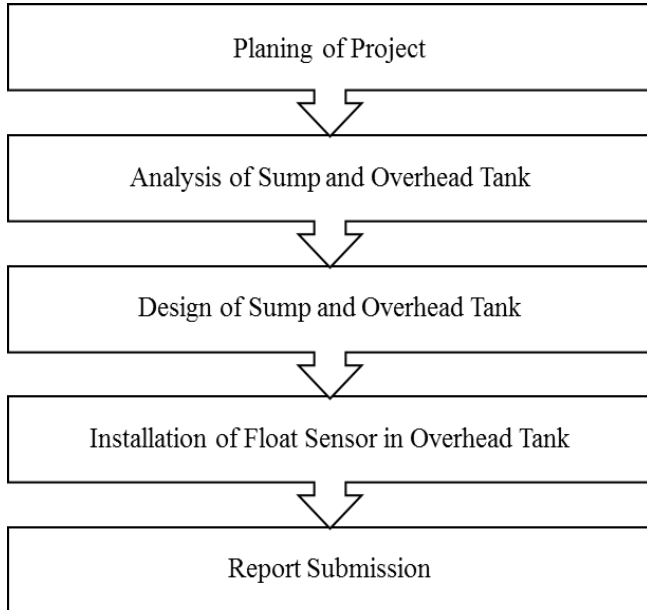 Planing of Project
Analysis of Sump and Overhead Tank
Design of Sump and Overhead Tank
Installation of Float Sensor in Overhead Tank
Report Submission